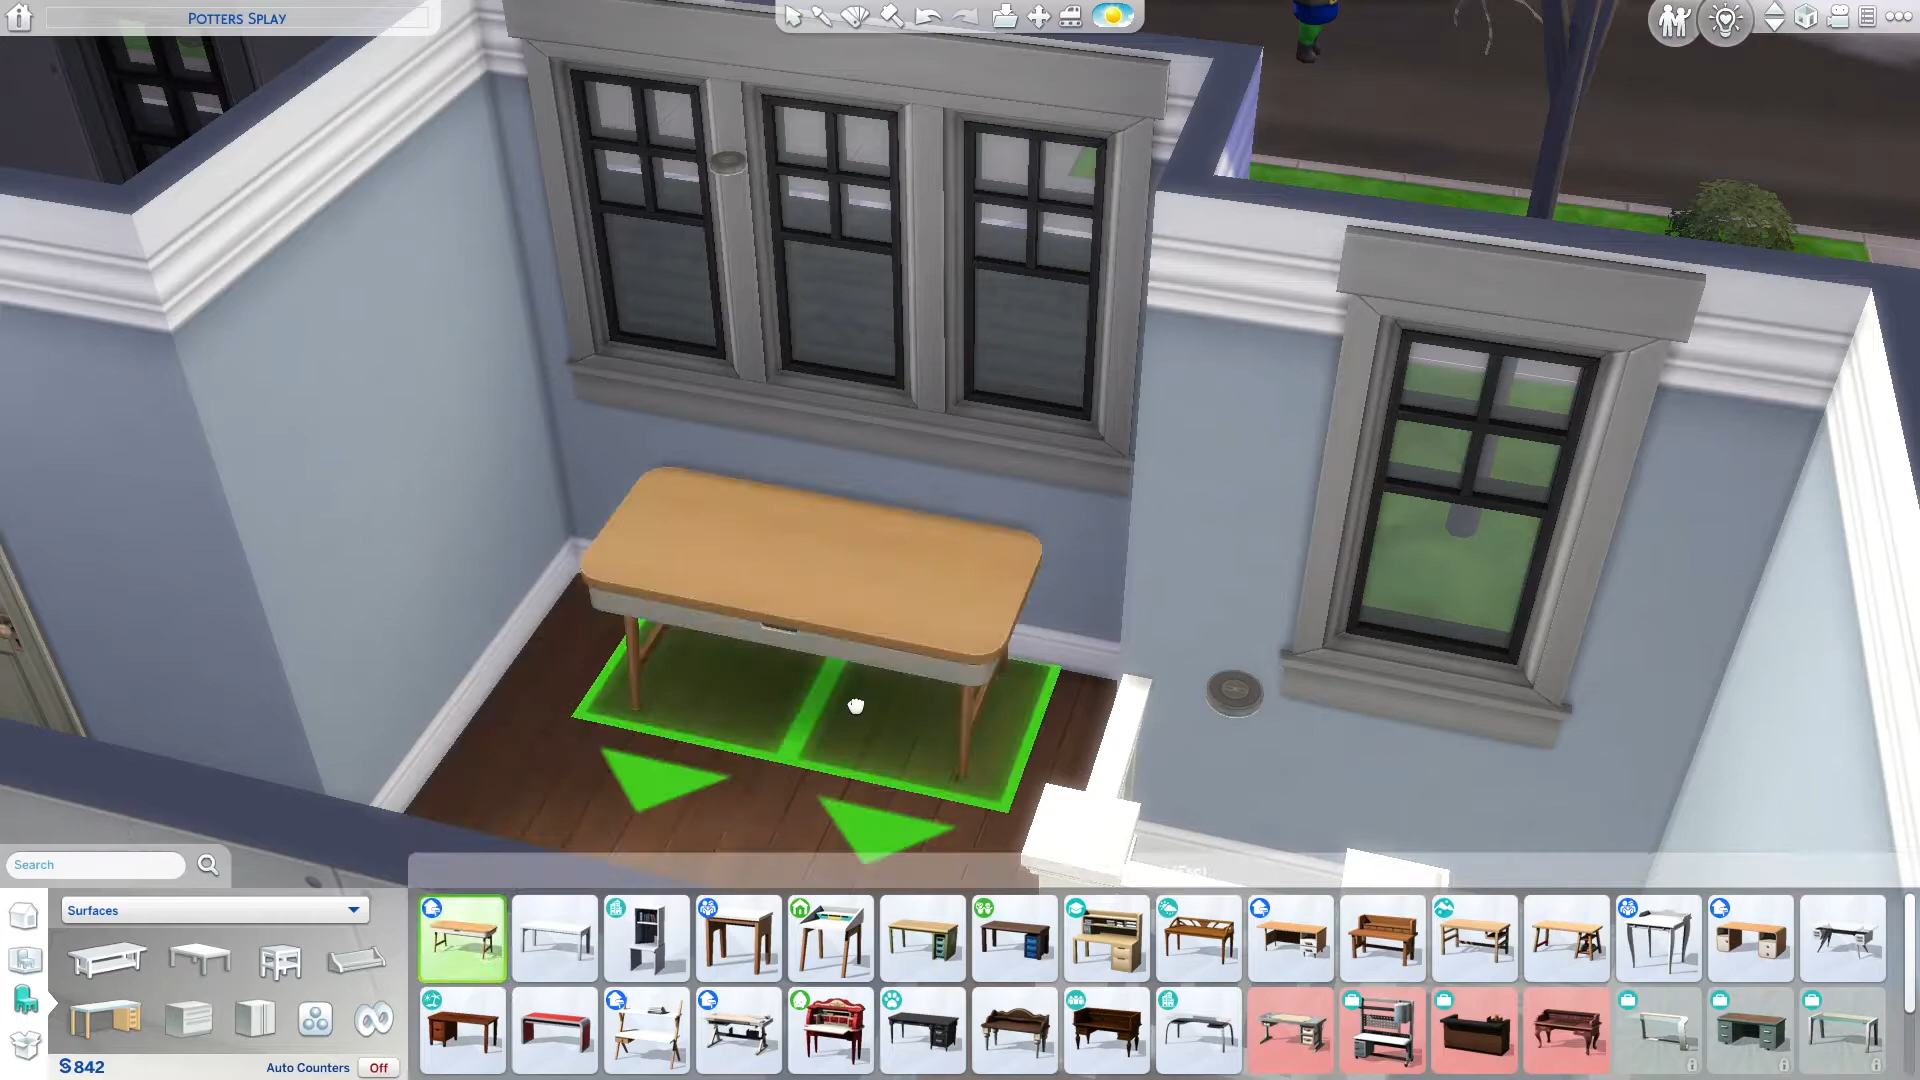 Potters Splay
Search
Surfaces
§842
Auto Counters
Off